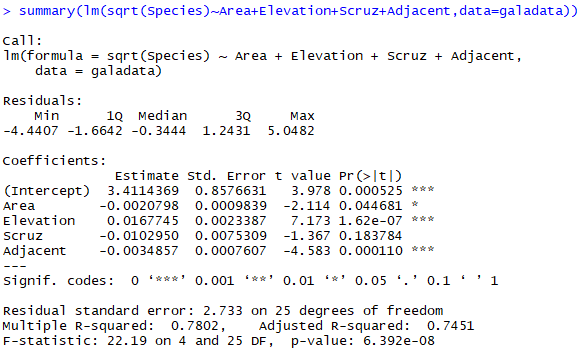 > summary(lm(sqrt(Species)~Area+Elevation+Scruz+Adjacent,data=galadata))
Call:
lm(formula = sqrt(Species) ~ Area + Elevation + Scruz + Adjacent,
    data = galadata)
Residuals:
    Min      1Q  Median      3Q     Max
-4.4407 -1.6642 -0.3444  1.2431  5.0482
Coefficients:
              Estimate Std. Error t value Pr(>|t|)
(Intercept)  3.4114369  0.8576631   3.978 0.000525 ***
Area        -0.0020798  0.0009839  -2.114 0.044681 *
Elevation    0.0167745  0.0023387   7.173 1.62e-07 ***
Scruz       -0.0102950  0.0075309  -1.367 0.183784
Adjacent    -0.0034857  0.0007607  -4.583 0.000110 ***
---
Signif. codes:  0 ‘***’ 0.001 ‘**’ 0.01 ‘*’ 0.05 ‘.’ 0.1 ‘ ’ 1
Residual standard error: 2.733 on 25 degrees of freedom
Multiple R-squared:  0.7802,    Adjusted R-squared:  0.7451
F-statistic: 22.19 on 4 and 25 DF,  p-value: 6.392e-08